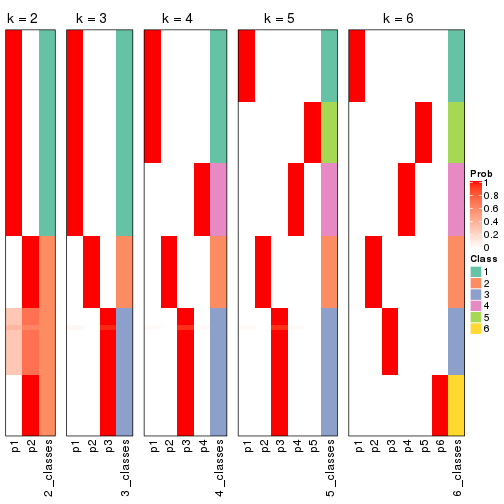 k = 2
k = 3
k = 4
k = 5
k = 6
Prob
1
0.8
0.6
0.4
0.2
0
Class
1
2
3
4
5
6
p1
p2
2_classes
p1
p2
p3
3_classes
p1
p2
p3
p4
4_classes
p1
p2
p3
p4
p5
5_classes
p1
p2
p3
p4
p5
p6
6_classes